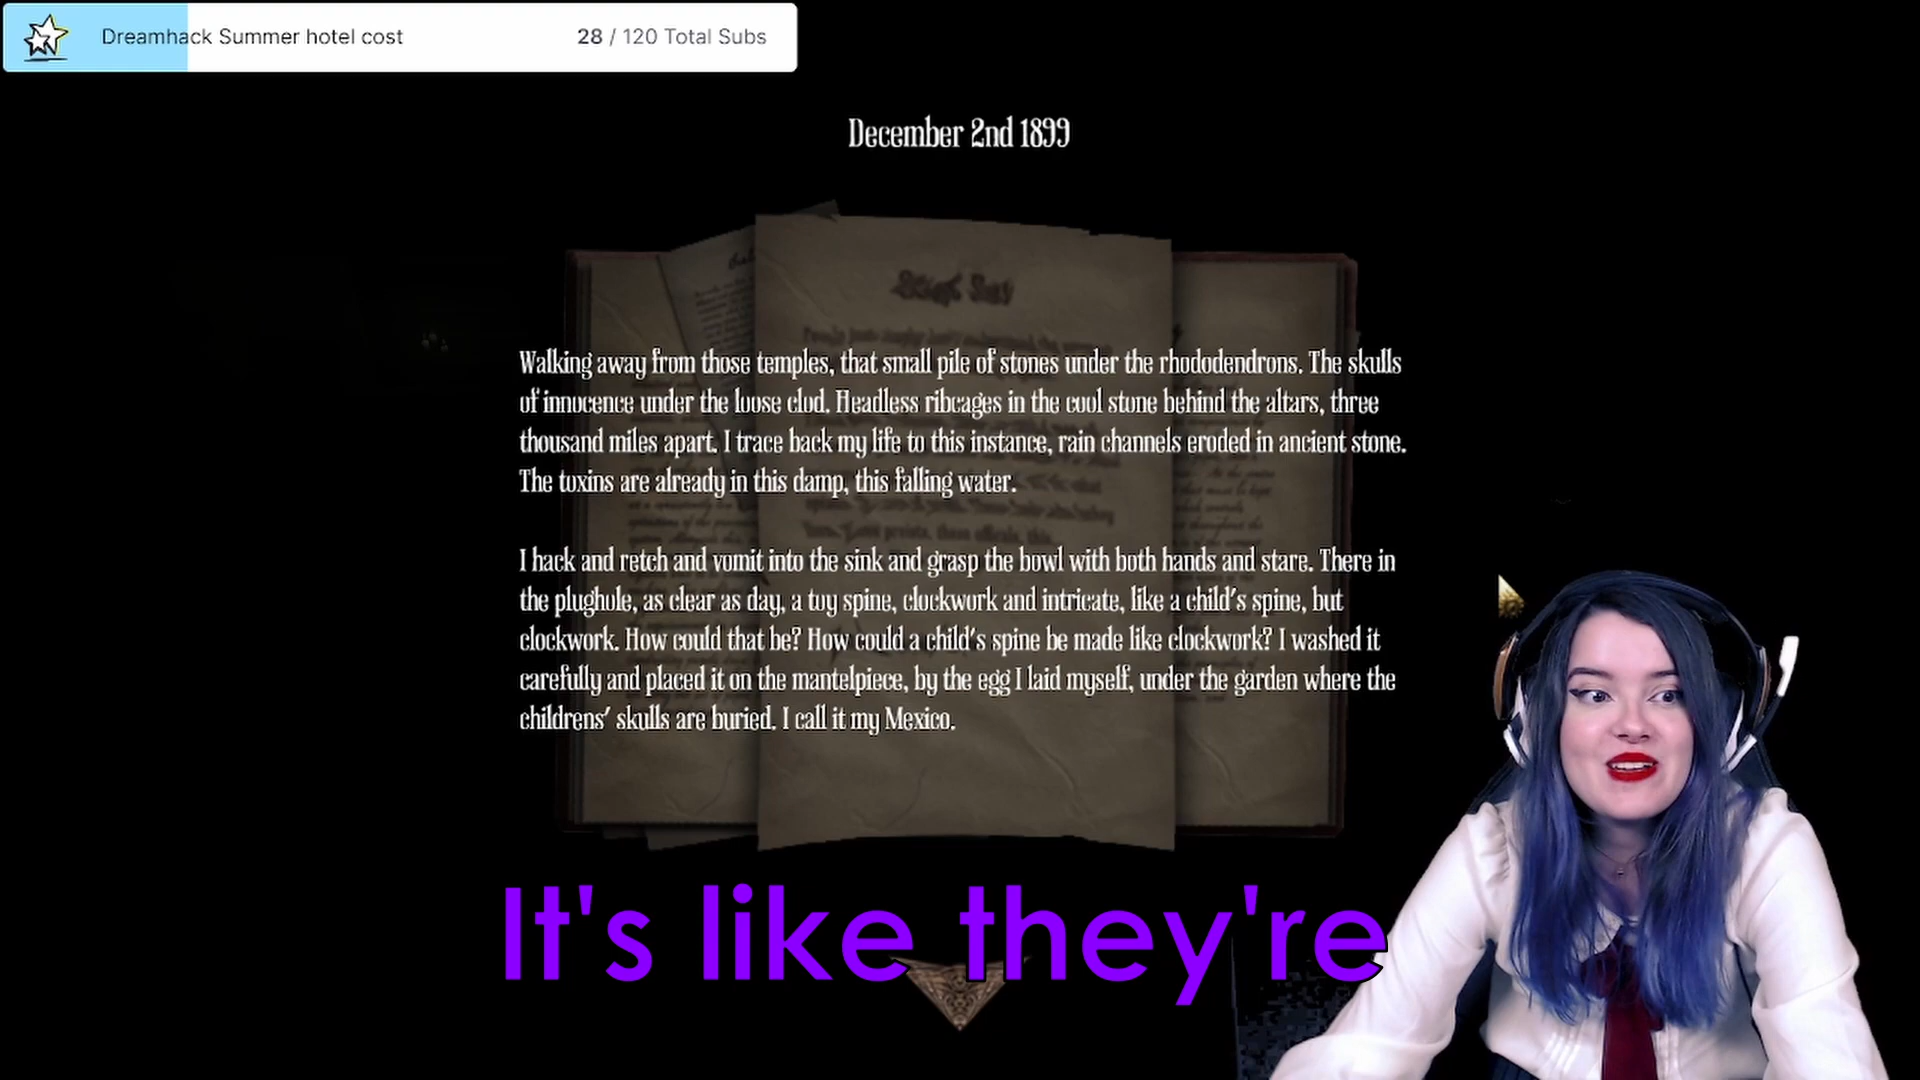 Dreamhack Summer hotel cost 28 / 120 Total Subs
December 2nd 1899
Walking away from those temples, that small pile of stones under the rhododendrons. The skulls
of innocence under the loose clod. Headless ribcages in the cool stone behind the altars, three
thousand miles apart. I trace back my life to this instance, rain channels eroded in ancient stone.
The toxins are already in this damp, this falling water.
I hack and retch and vomit into the sink and grasp the bowl with both hands and stare. There in
the plughole, as clear as day, a toy spine, clockwork and intricate, like a child's spine, but
clockwork. How could that be? How could a child's spine be made like clockwork? I washed it
carefully and placed it on the mantelpiece, by the egg I laid myself, under the garden where the
childrens' skulls are buried. I call it my Mexico.
It's like they're